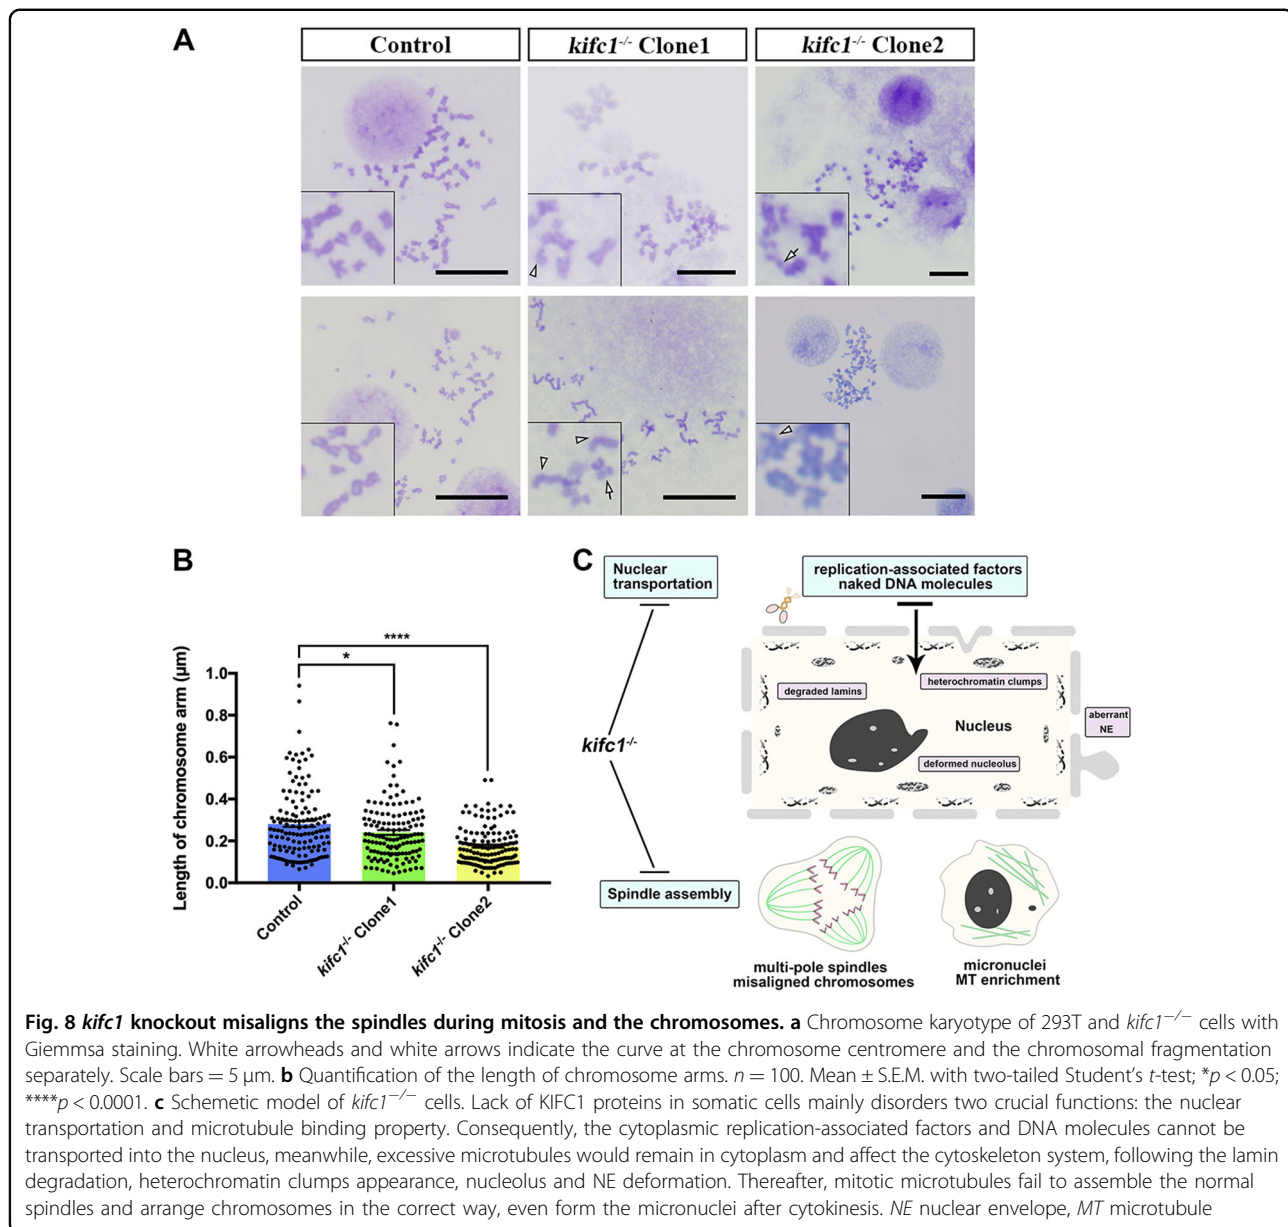 A
Control
kifc1-/- Clone1
kifc1-/- Clone2
B
Length of chromosome arm (µm)
1.0
0.8
0.6
0.4
0.2
0.0
*
****
Control
kifc1-/- Clone1
kifc1-/- Clone2
C
Nuclear
transportation
replication-associated factors
naked DNA molecules
kifc1-/-
degraded lamins
heterochromatin clumps
Nucleus
deformed nucleolus
aberrant
NE
Spindle assembly
multi-pole spindles
misaligned chromosomes
micronuclei
MT enrichment
Fig. 8 kifc1 knockout misaligns the spindles during mitosis and the chromosomes. a Chromosome karyotype of 293T and kifc1−/− cells with
Giemmsa staining. White arrowheads and white arrows indicate the curve at the chromosome centromere and the chromosomal fragmentation
separately. Scale bars = 5 µm. b Quantification of the length of chromosome arms. n = 100. Mean ± S.E.M. with two-tailed Student's t-test; *p < 0.05;
****p < 0.0001. c Schemetic model of kifc1−/− cells. Lack of KIFC1 proteins in somatic cells mainly disorders two crucial functions: the nuclear
transportation and microtubule binding property. Consequently, the cytoplasmic replication-associated factors and DNA molecules cannot be
transported into the nucleus, meanwhile, excessive microtubules would remain in cytoplasm and affect the cytoskeleton system, following the lamin
degradation, heterochromatin clumps appearance, nucleolus and NE deformation. Thereafter, mitotic microtubules fail to assemble the normal
spindles and arrange chromosomes in the correct way, even form the micronuclei after cytokinesis. NE nuclear envelope, MT microtubule